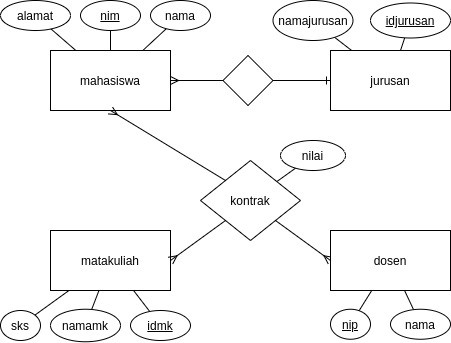 alamat
nim
nama
namajurusan
idjurusan
mahasiswa
jurusan
nilai
kontrak
matakuliah
dosen
sks
namamk
idmk
nip
nama